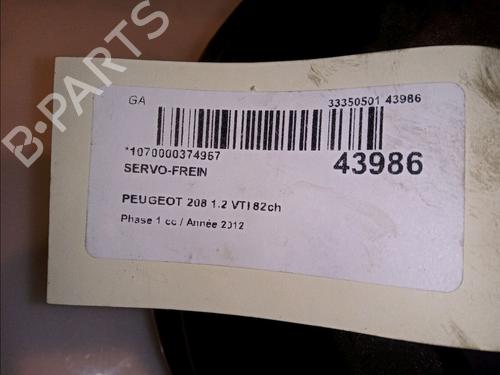 B-PARTS
GA
33350501 43986
*1070000374967
43986
SERVO-FREIN
PEUGEOT 208 1.2 VTI 82ch
Phase 1 cc / Année 2012